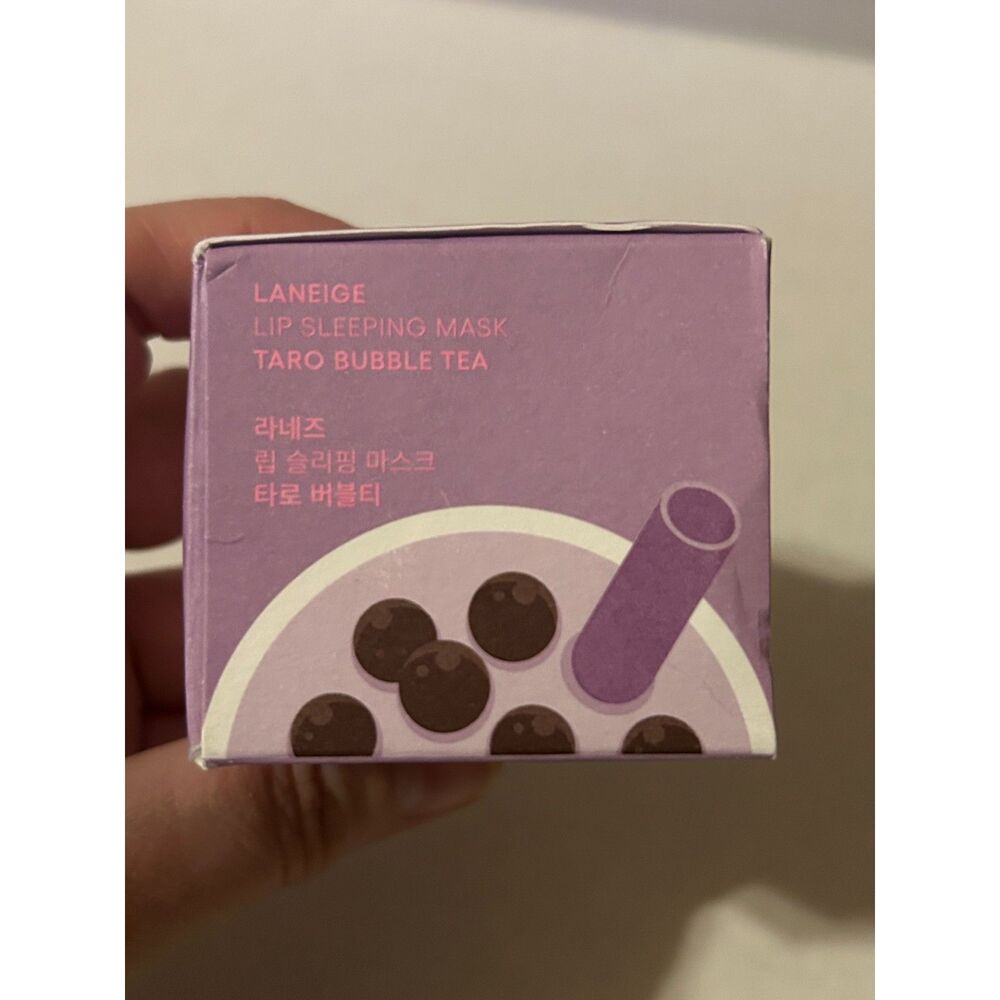 LANEIGE
LIP SLEEPING MASK
TARO BUBBLE TEA
라네즈
립 슬리핑 마스크
타로 버블티